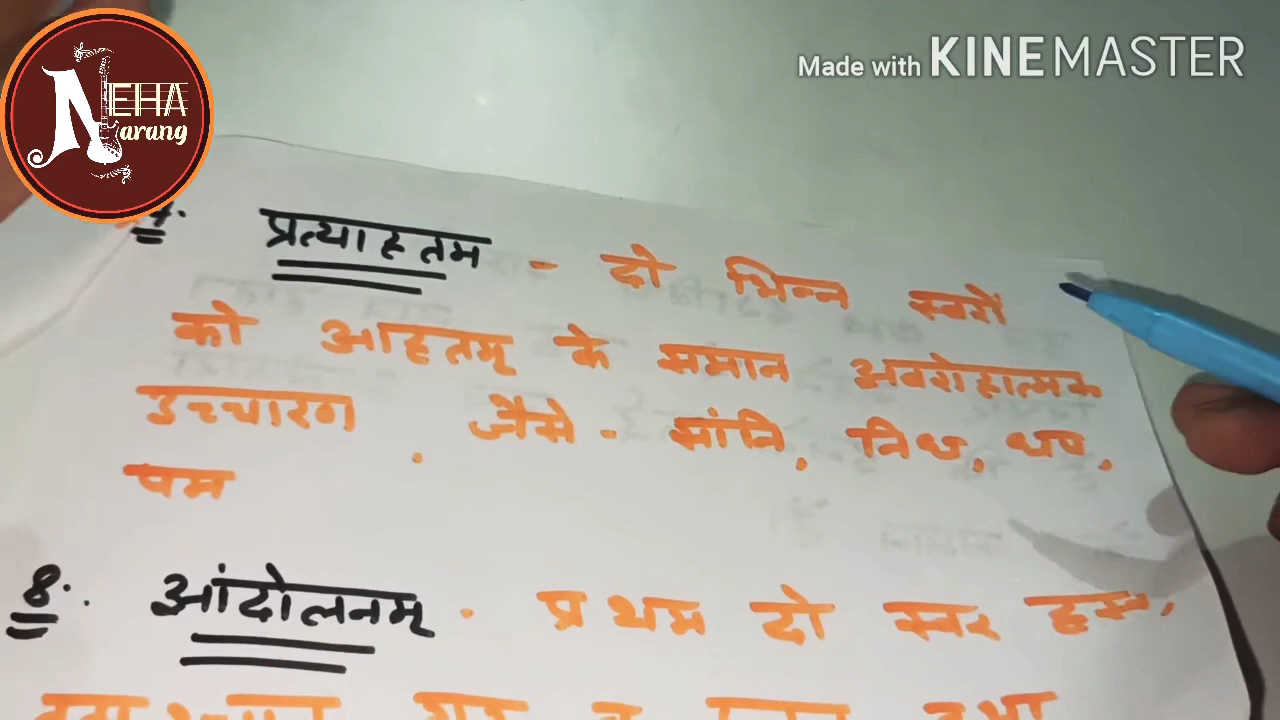 Made with KINEMASTER
NEHA
Narang
7. प्रत्याहतम - दो भिन्न स्वरों
को आहतम् के समान अवरोहात्मक
उच्चारण . जैसे - सांनि, निध, धप,
पम
8. आंदोलनम् - प्रथम दो स्वर